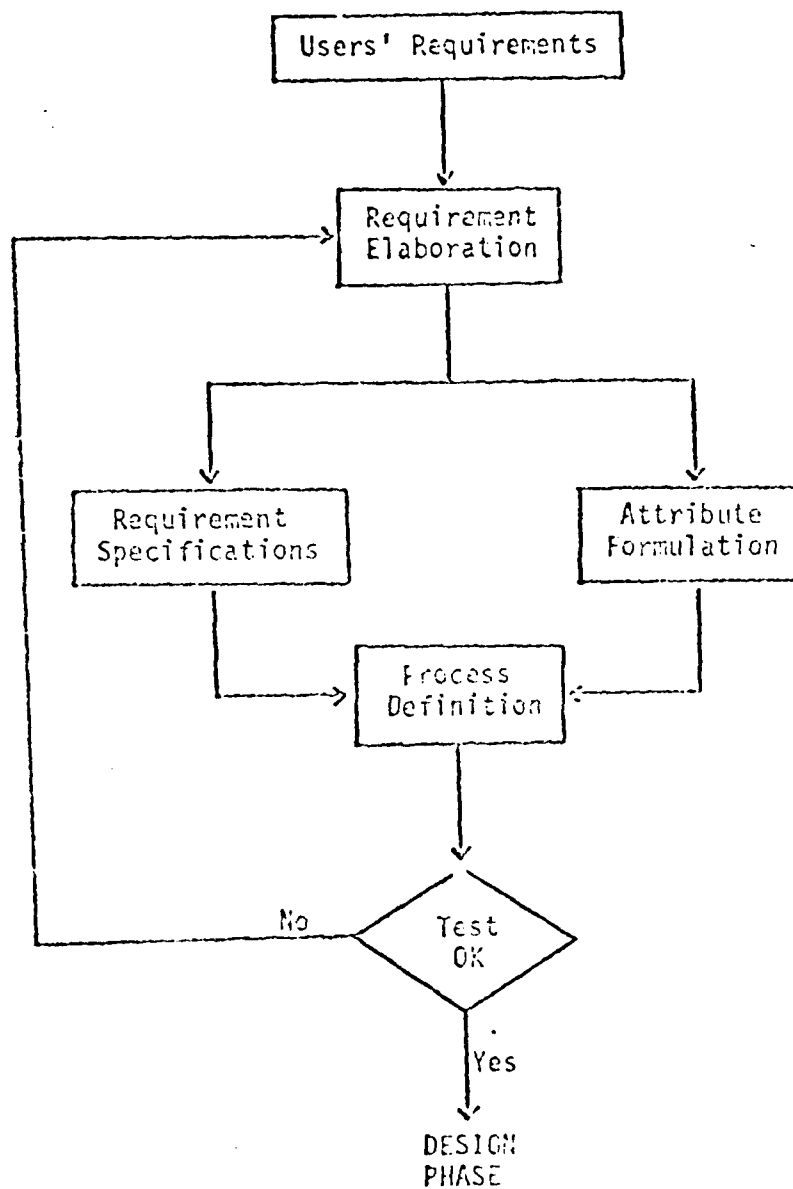 Users' Requirements
Requirement
Elaboration
Requirement
Specifications
Attribute
Formulation
Process
Definition
No
Test
OK
Yes
DESIGN
PHASE